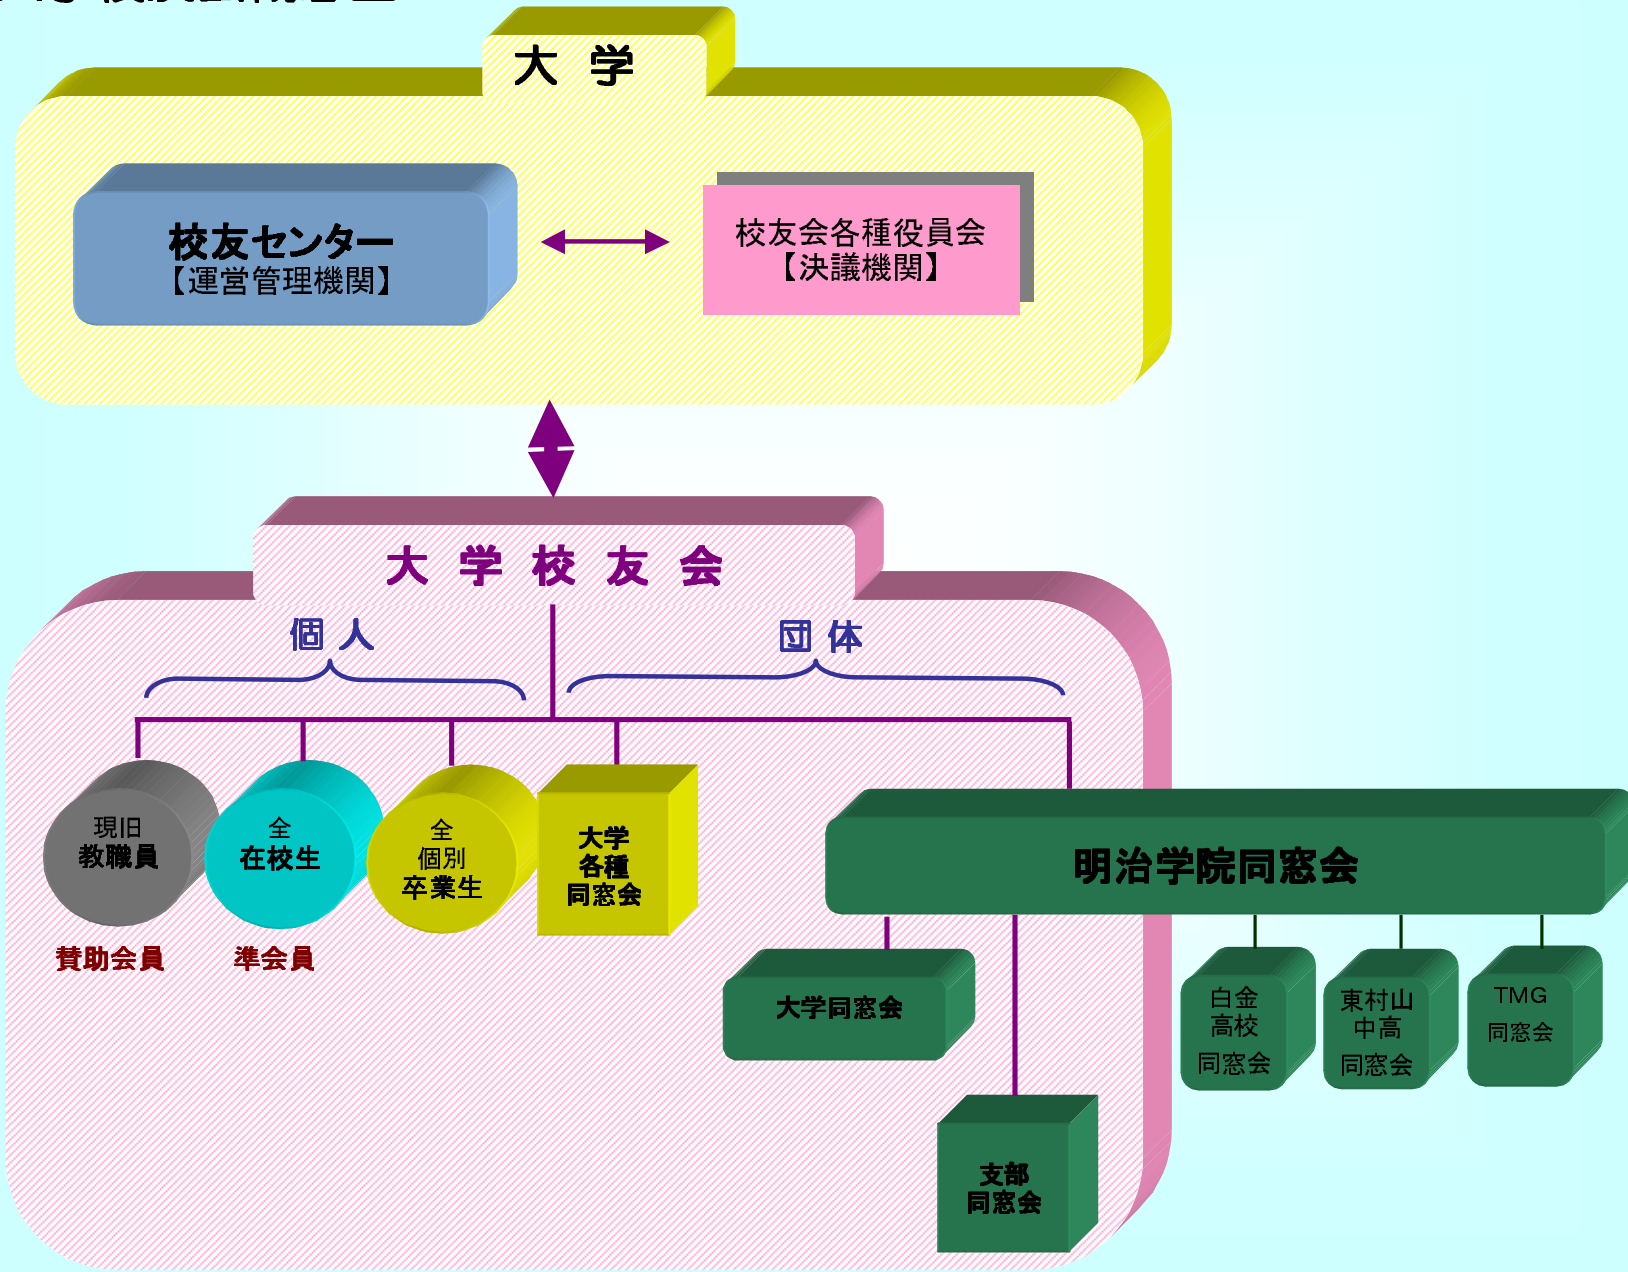 大 学
校友センター
【運営管理機関】
校友会各種役員会
【決議機関】
大 学 校 友 会
個 人
団 体
現旧
教職員
全
在校生
全
個別
卒業生
大学
各種
同窓会
明治学院同窓会
賛助会員
準会員
大学同窓会
白金
高校
同窓会
東村山
中高
同窓会
TMG
同窓会
支部
同窓会